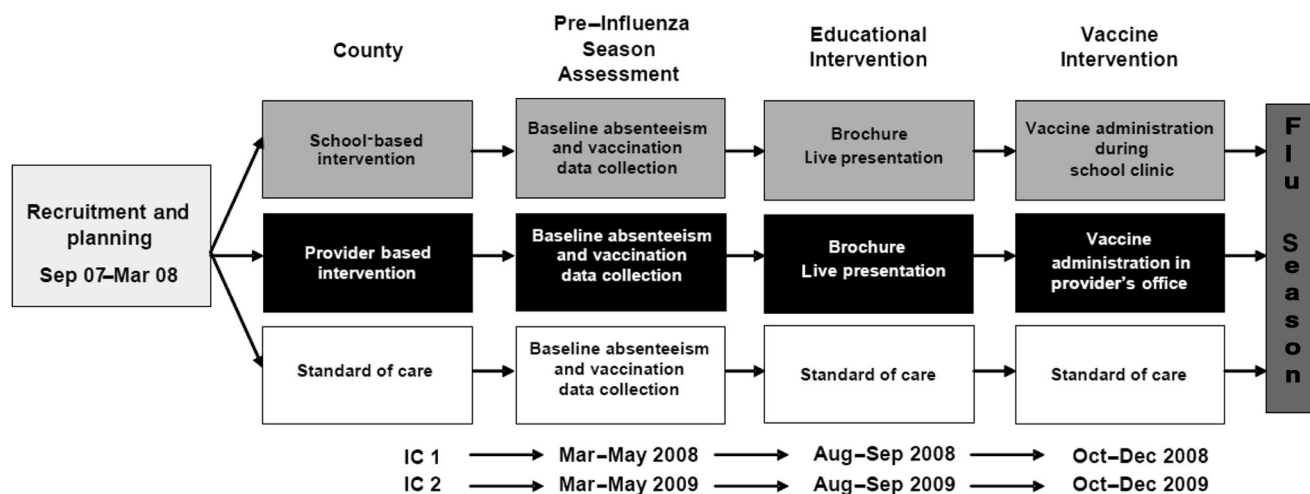 County
Pre–Influenza
Season
Assessment
Educational
Intervention
Vaccine
Intervention
Recruitment and
planning
Sep 07–Mar 08
School-based
intervention
Baseline absenteeism
and vaccination
data collection
Brochure
Live presentation
Vaccine administration
during
school clinic
Provider based
intervention
Baseline absenteeism
and vaccination
data collection
Brochure
Live presentation
Vaccine
administration in
provider's office
Standard of care
Baseline absenteeism
and vaccination
data collection
Standard of care
Standard of care
Flu Season
IC 1 Mar–May 2008 Aug–Sep 2008 Oct–Dec 2008
IC 2 Mar–May 2009 Aug–Sep 2009 Oct–Dec 2009